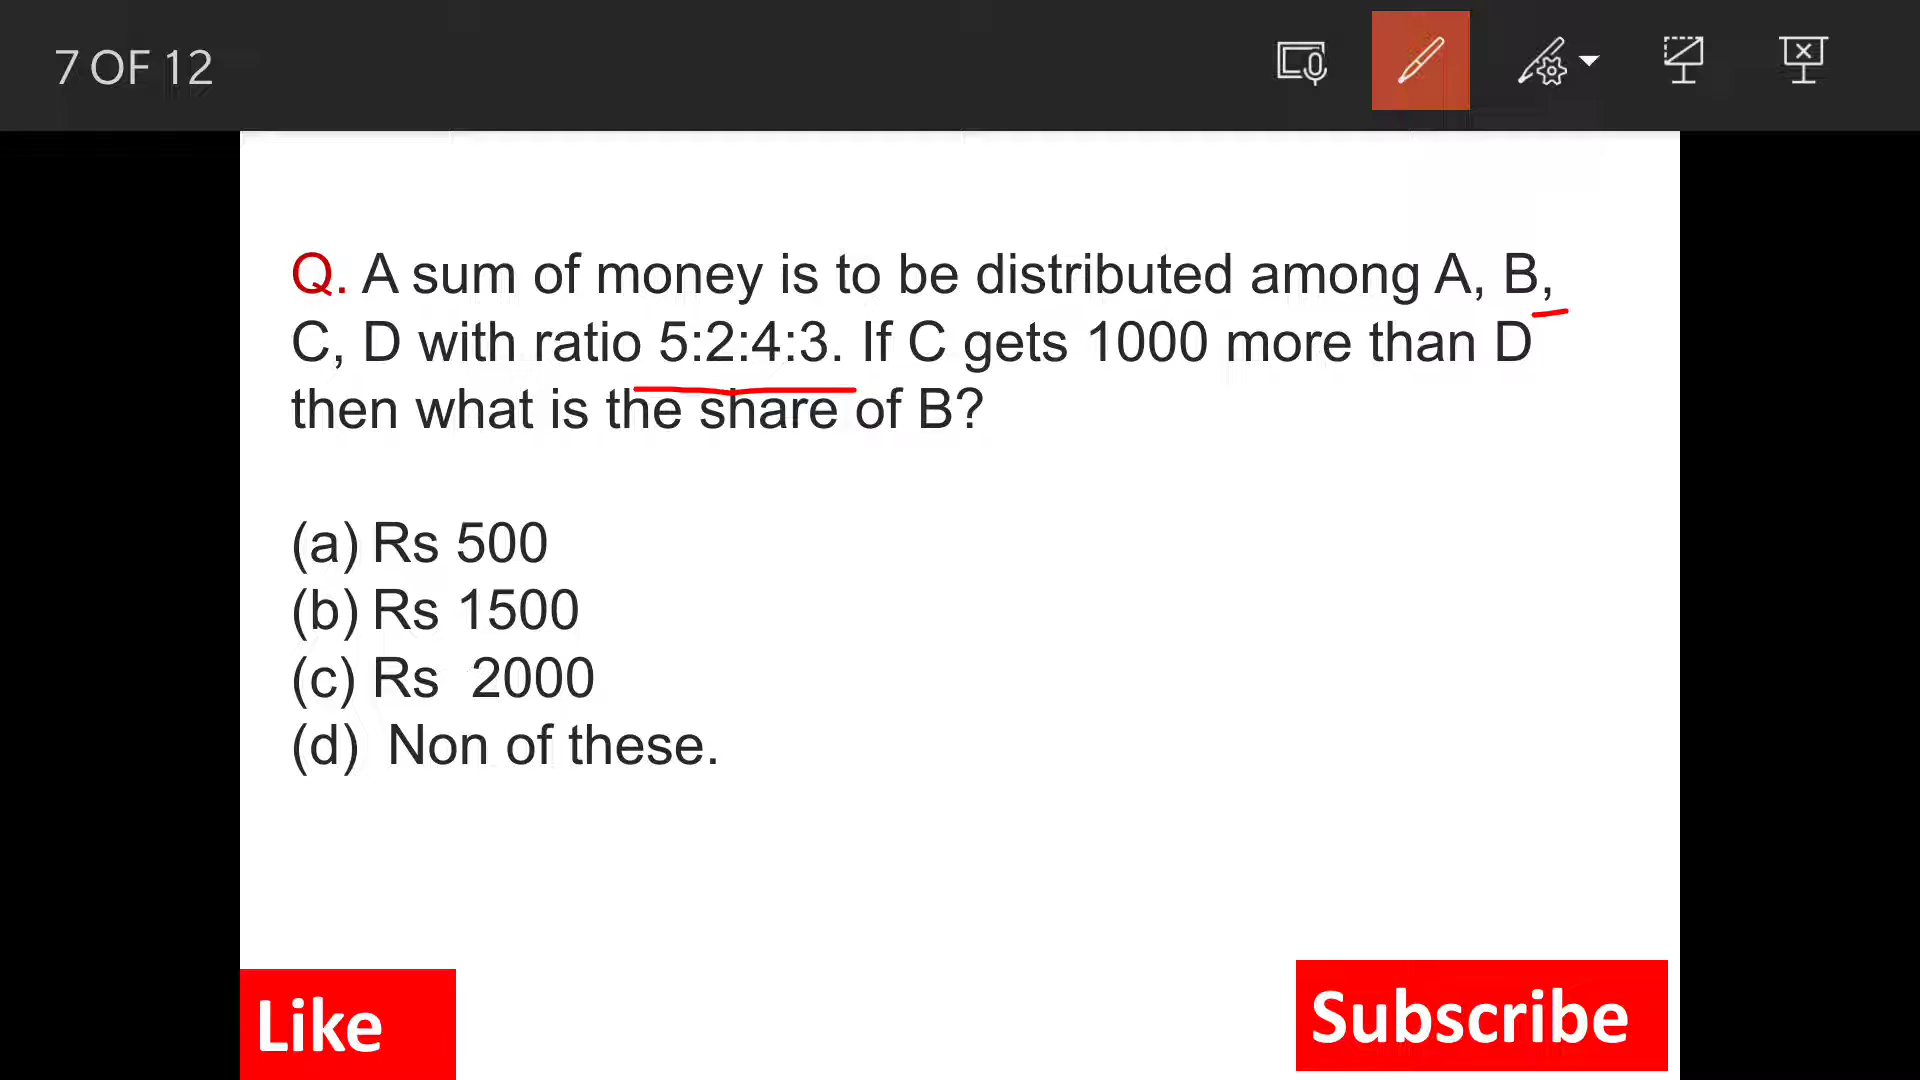 7 OF 12
Q. A sum of money is to be distributed among A, B,
C, D with ratio 5:2:4:3. If C gets 1000 more than D
then what is the share of B?
(a) Rs 500
(b) Rs 1500
(c) Rs 2000
(d) Non of these.
Like
Subscribe